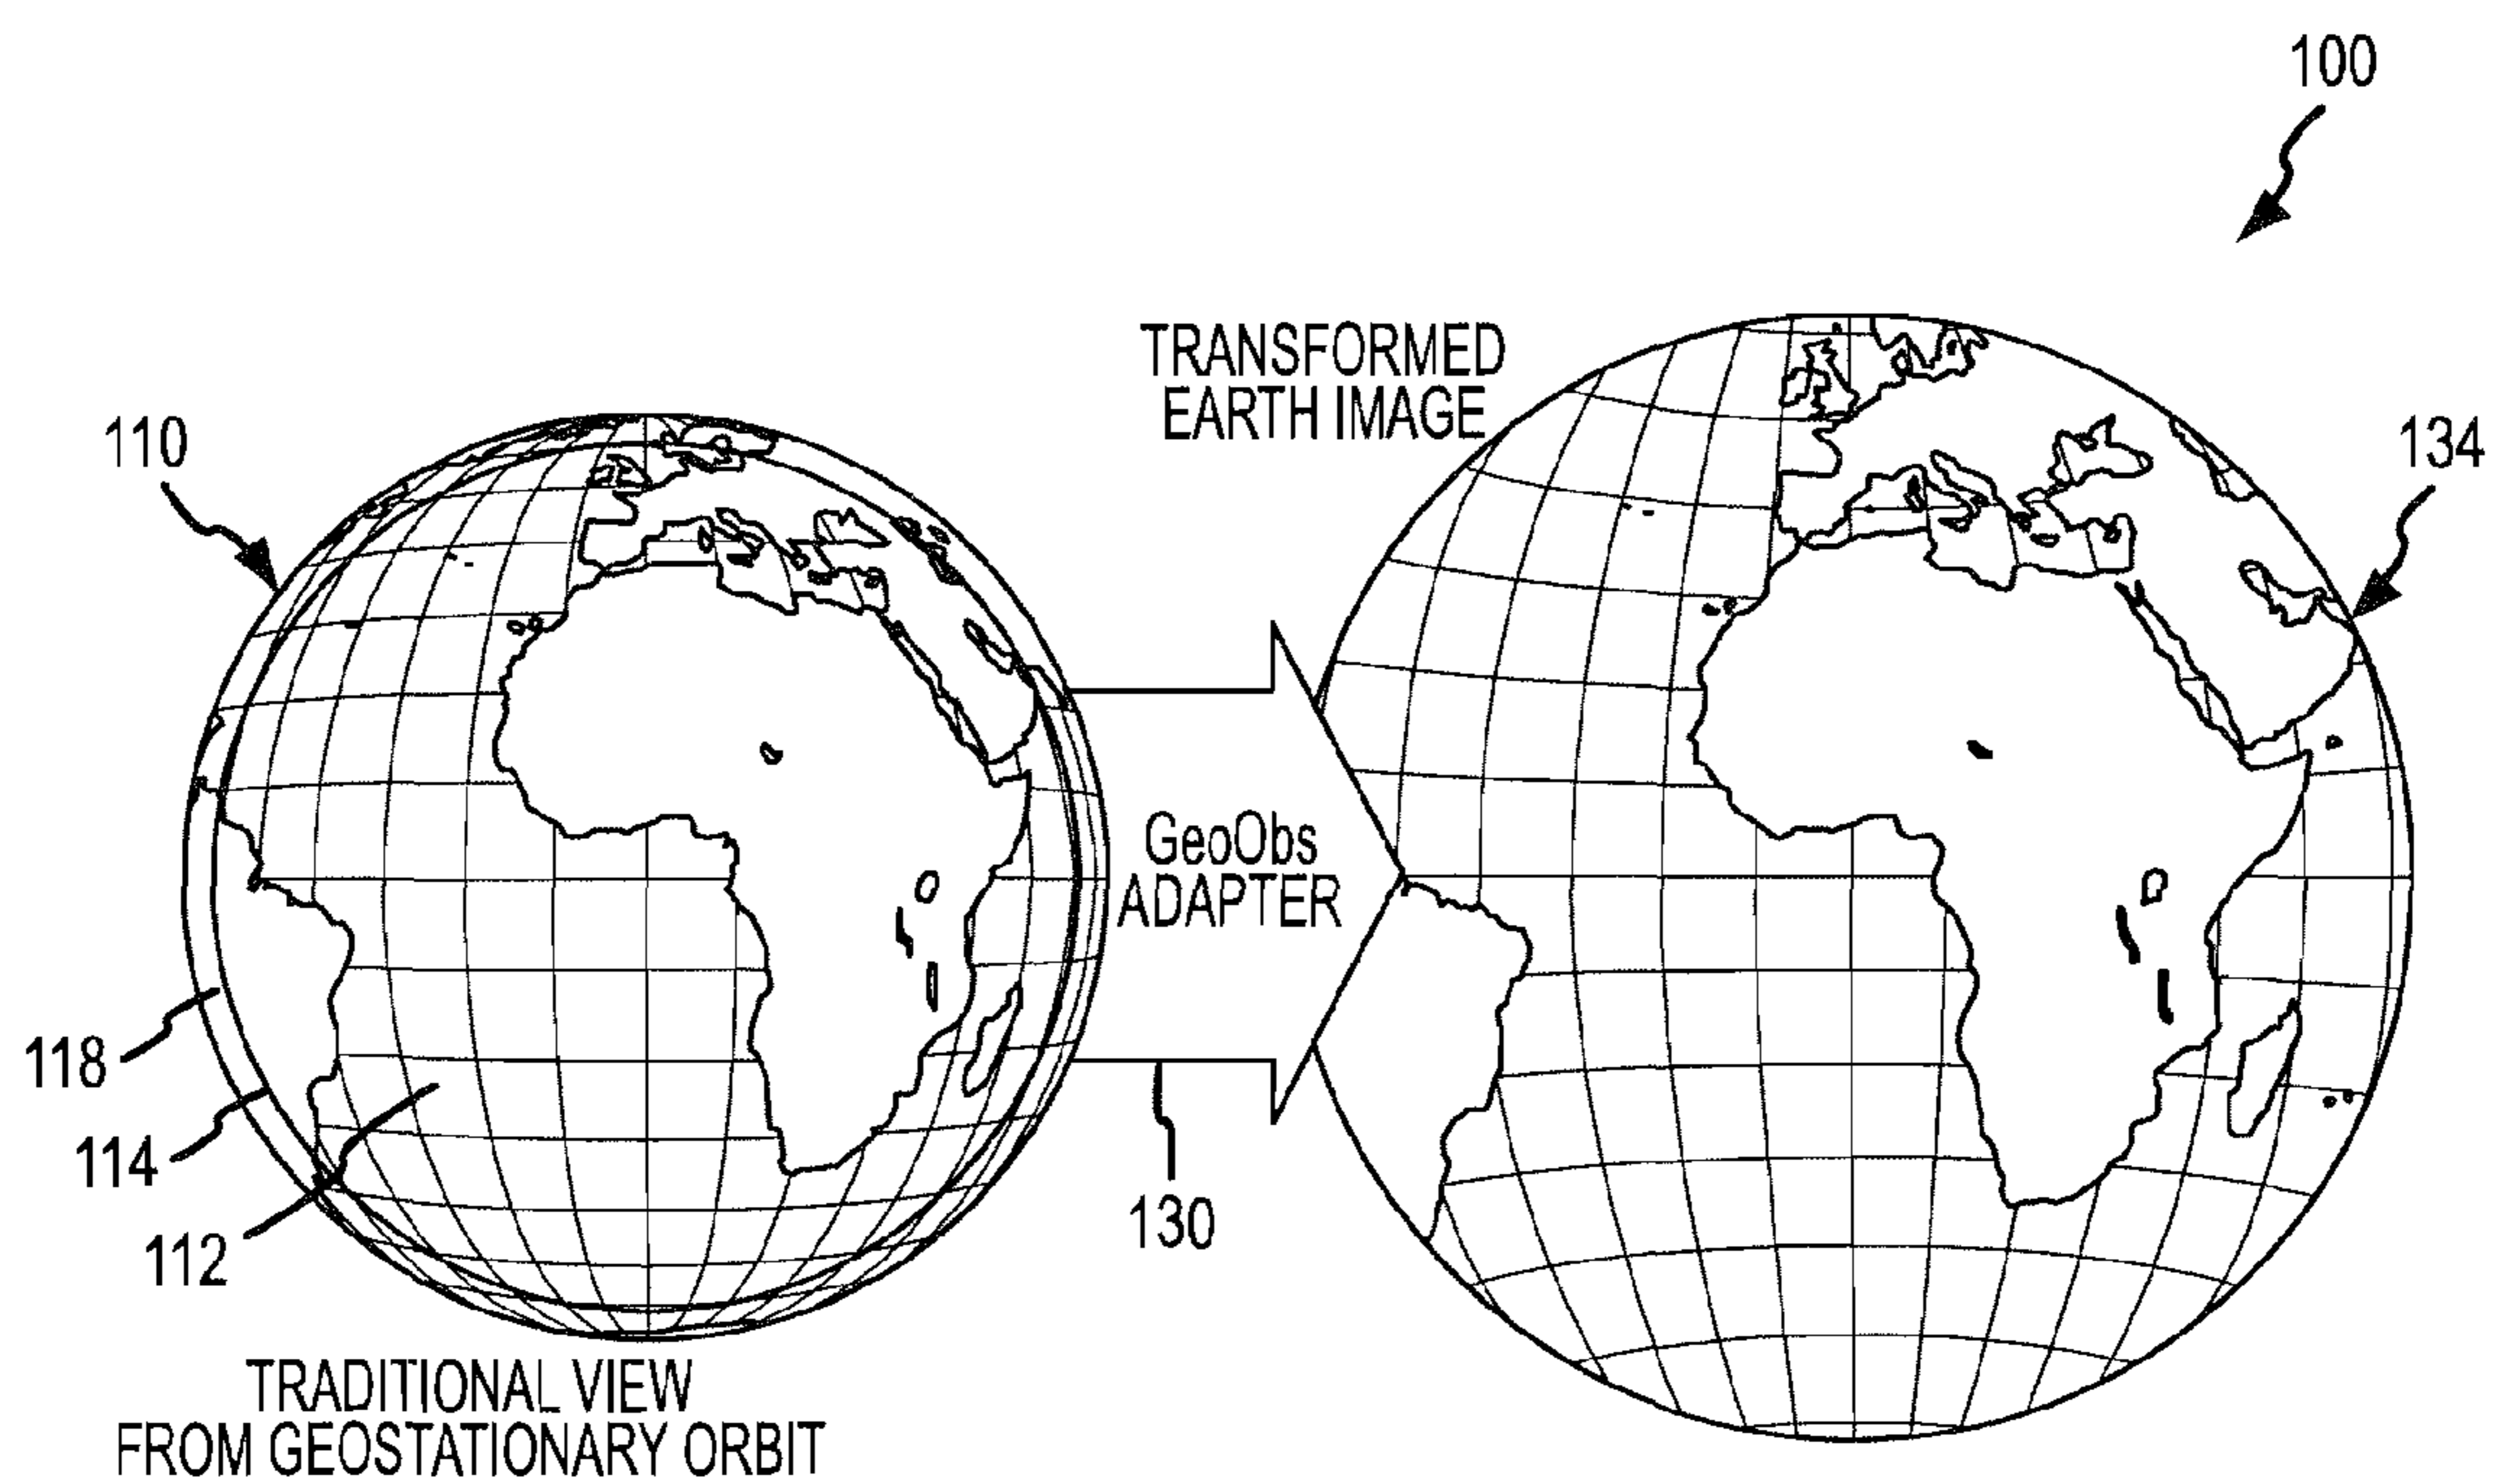 100
TRANSFORMED
EARTH IMAGE
110
134
GeoObs
ADAPTER
118
114
112
130
TRADITIONAL VIEW
FROM GEOSTATIONARY ORBIT